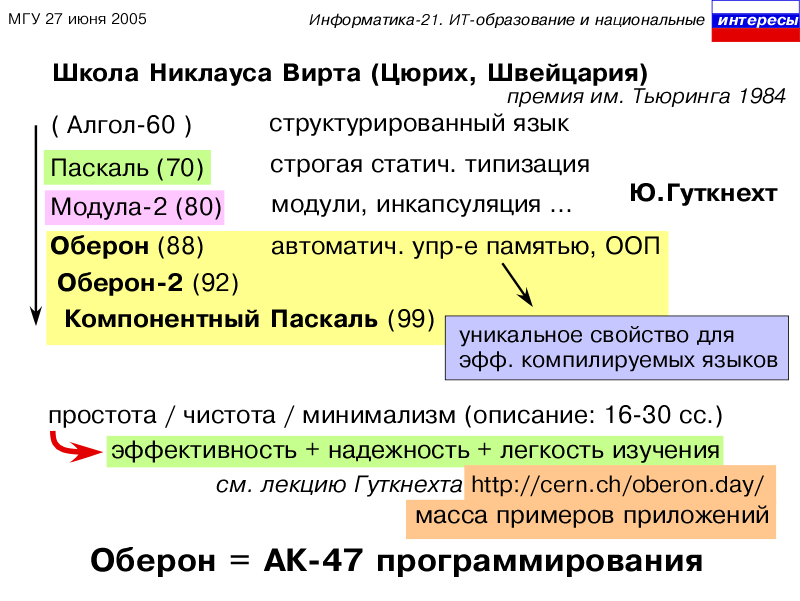 МГУ 27 июня 2005
Информатика-21. ИТ-образование и национальные интересы
Школа Никлауса Вирта (Цюрих, Швейцария)
премия им. Тьюринга 1984
( Алгол-60 ) структурированный язык
Паскаль (70) строгая статич. типизация
Ю.Гуткнехт
Модула-2 (80) модули, инкапсуляция ...
Оберон (88) автоматич. упр-е памятью, ООП
Оберон-2 (92)
Компонентный Паскаль (99)
уникальное свойство для
эфф. компилируемых языков
простота / чистота / минимализм (описание: 16-30 сс.)
эффективность + надежность + легкость изучения
см. лекцию Гуткнехта http://cern.ch/oberon.day/
масса примеров приложений
Оберон = АК-47 программирования